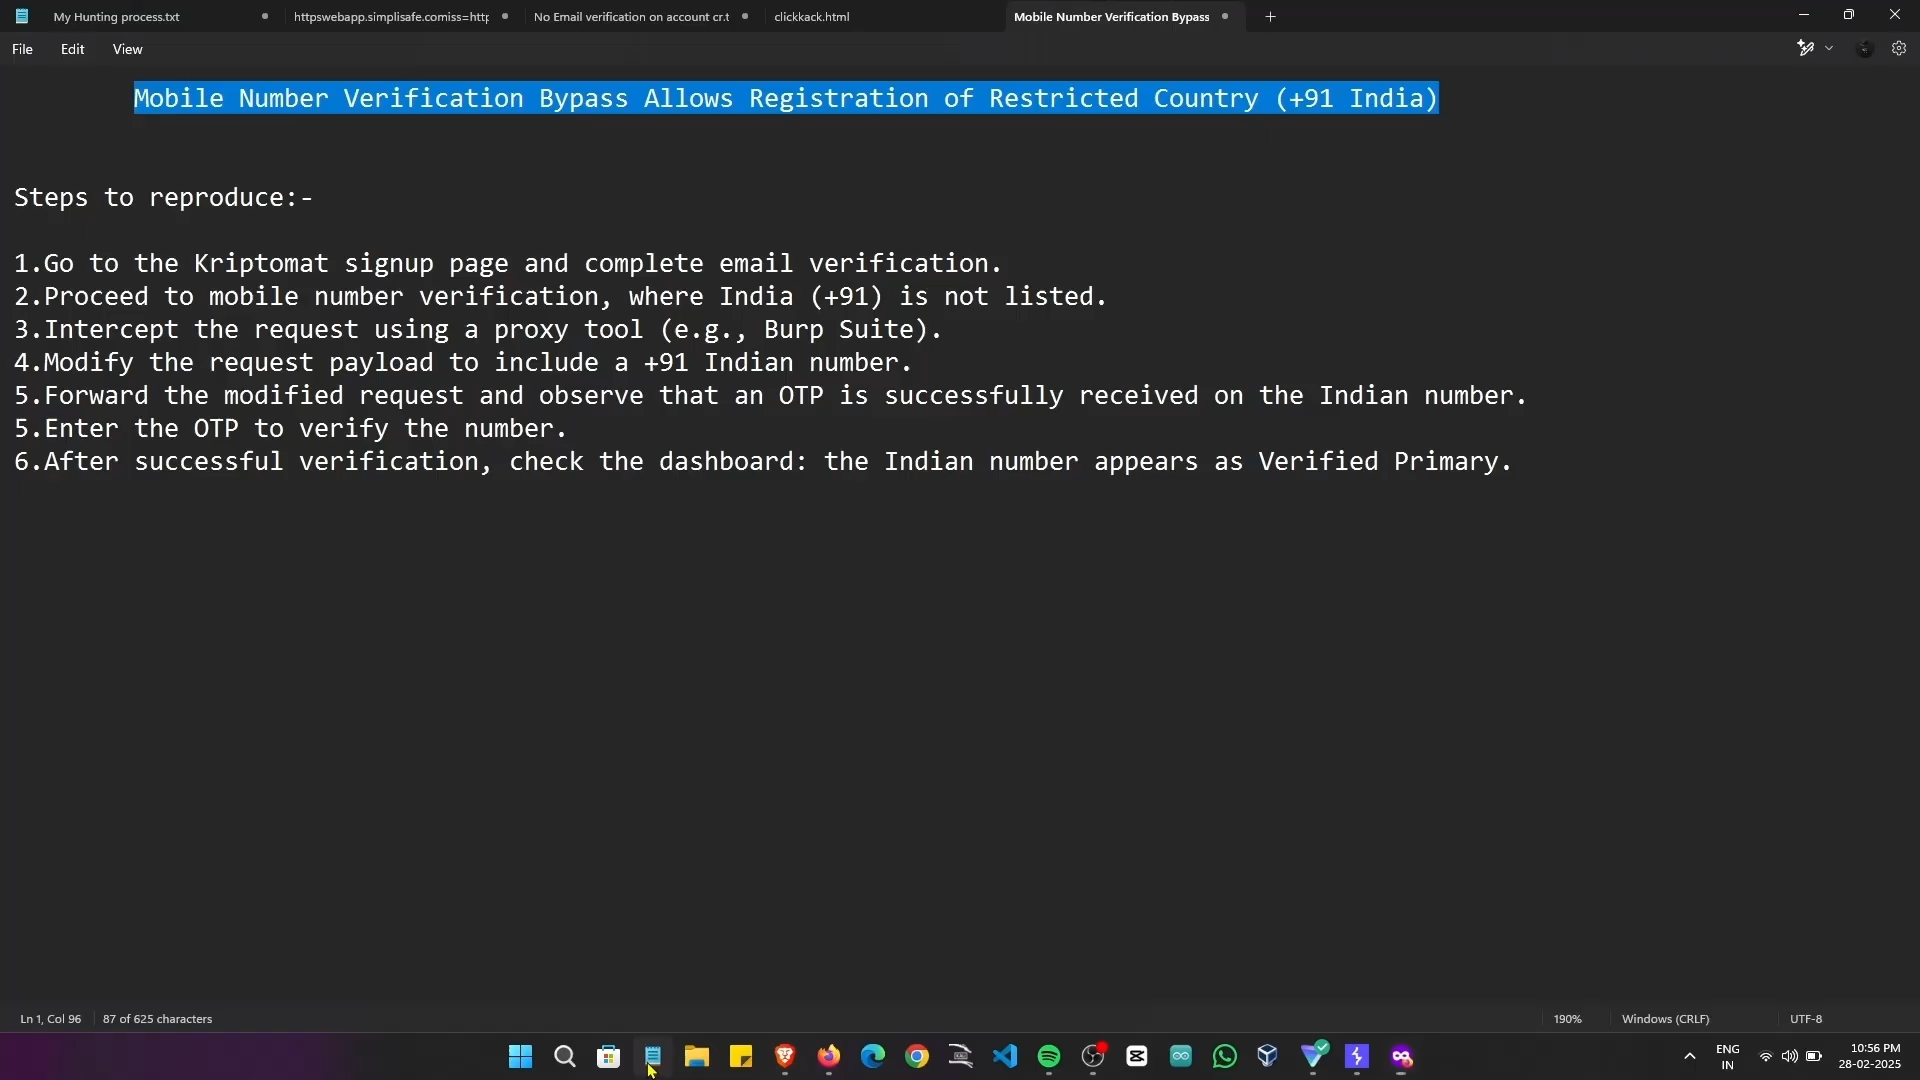 My Hunting process.txt
httpswebapp.simplisafe.comiss=http
No Email verification on account cr.t
clickkack.html
Mobile Number Verification Bypass
File
Edit
View
Mobile Number Verification Bypass Allows Registration of Restricted Country (+91 India)
Steps to reproduce:-
1.Go to the Kriptomat signup page and complete email verification.
2.Proceed to mobile number verification, where India (+91) is not listed.
3.Intercept the request using a proxy tool (e.g., Burp Suite).
4.Modify the request payload to include a +91 Indian number.
5.Forward the modified request and observe that an OTP is successfully received on the Indian number.
5.Enter the OTP to verify the number.
6.After successful verification, check the dashboard: the Indian number appears as Verified Primary.
Ln 1, Col 96
87 of 625 characters
190%
Windows (CRLF)
UTF-8
ENG
IN
10:56 PM
28-02-2025